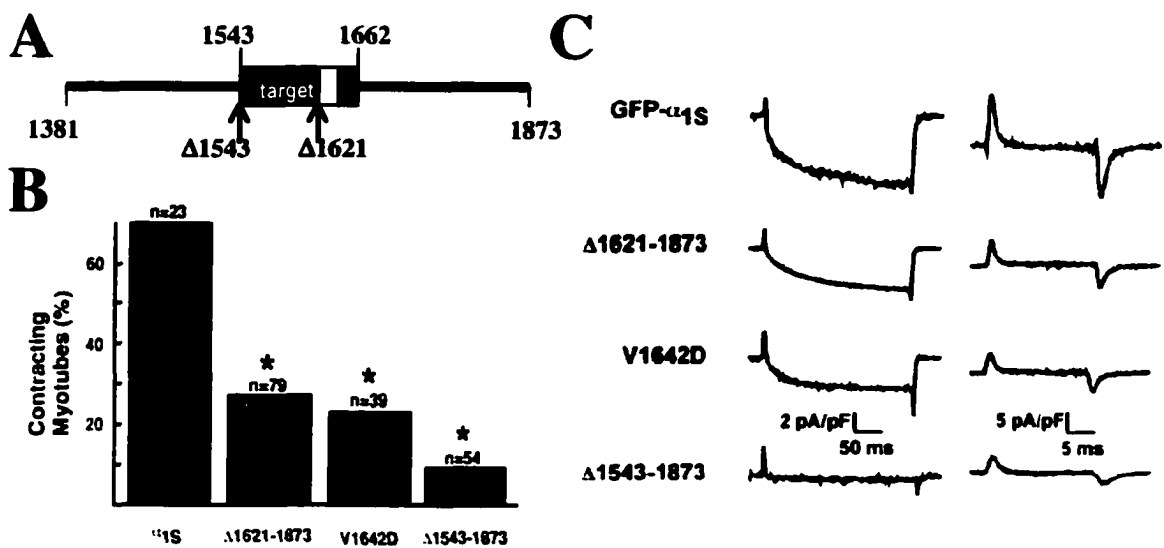 A
1543
1662
target
1381
1873
Δ1543
Δ1621
B
n=23
60
40
20
Contracting
Myotubes (%)
*
n=79
*
n=39
*
n=54
α1S
Δ1621-1873
V1642D
Δ1543-1873
C
GFP-α1S
Δ1621-1873
V1642D
2 pA/pF
50 ms
5 pA/pF
5 ms
Δ1543-1873